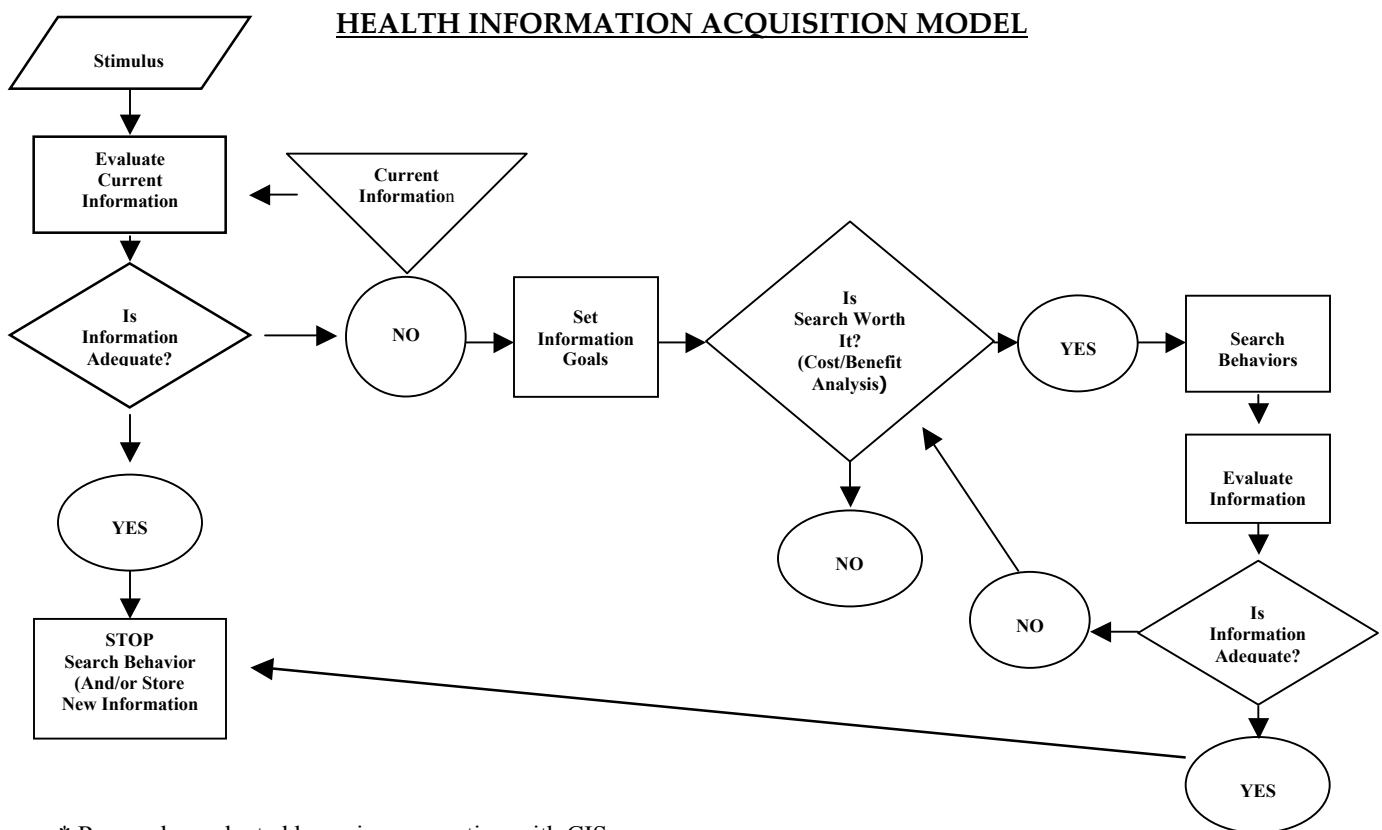 HEALTH INFORMATION ACQUISITION MODEL
Stimulus
Evaluate
Current
Information
Current
Information
Is
Information
Adequate?
NO
Set
Information
Goals
Is
Search Worth
It?
(Cost/Benefit
Analysis)
YES
Search
Behaviors
Evaluate
Information
YES
NO
NO
Is
Information
Adequate?
STOP
Search Behavior
(And/or Store
New Information
YES